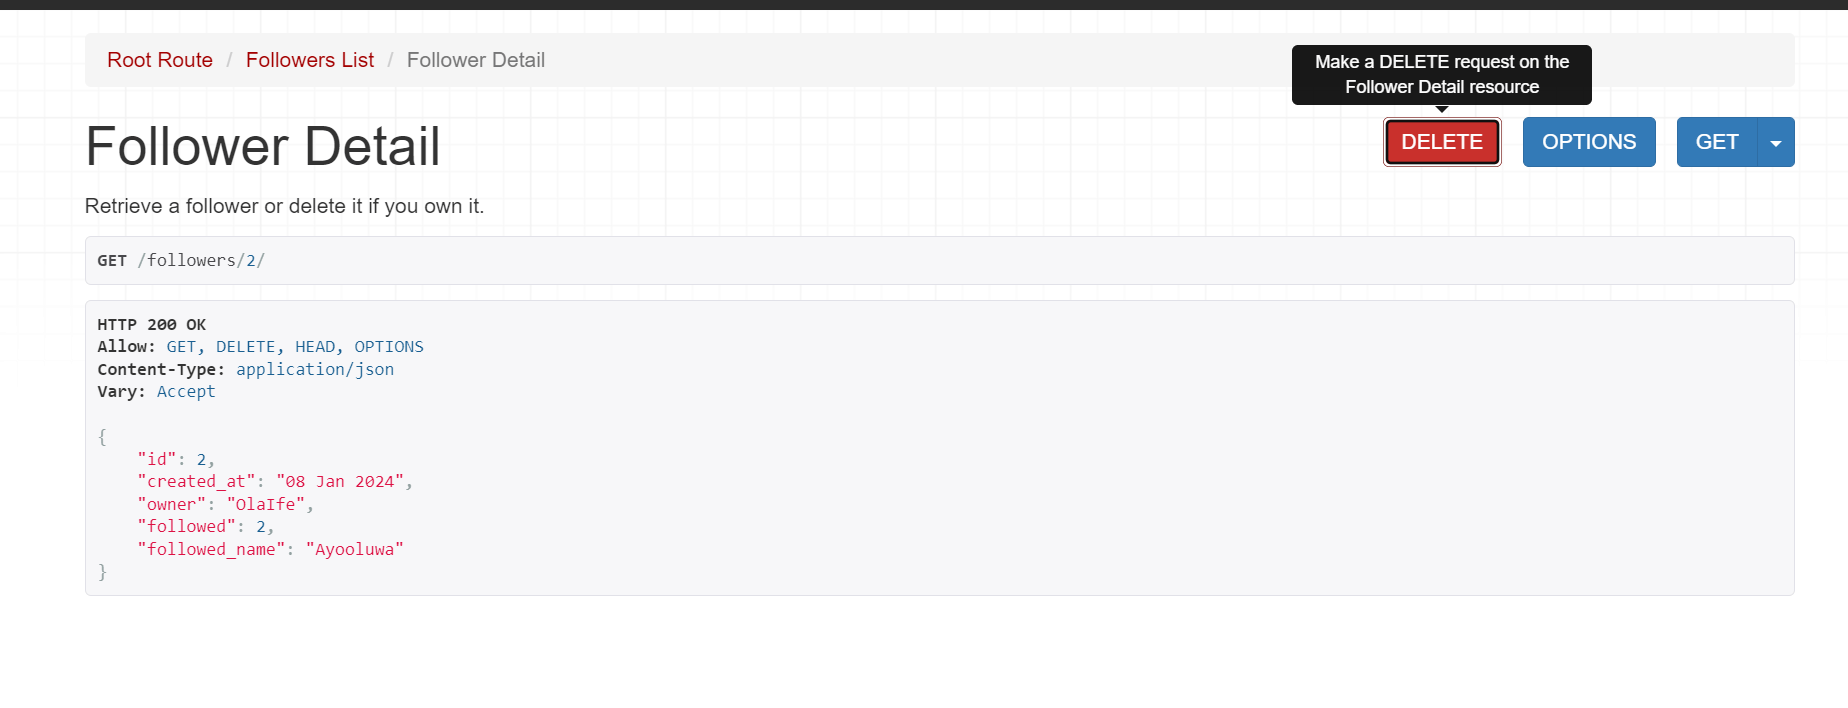 Root Route / Followers List / Follower Detail
Make a DELETE request on the
Follower Detail resource
Follower Detail
DELETE OPTIONS GET
Retrieve a follower or delete it if you own it.
GET /followers/2/
HTTP 200 OK
Allow: GET, DELETE, HEAD, OPTIONS
Content-Type: application/json
Vary: Accept
{
"id": 2,
"created_at": "08 Jan 2024",
"owner": "OlaIfe",
"followed": 2,
"followed_name": "Ayooluwa"
}